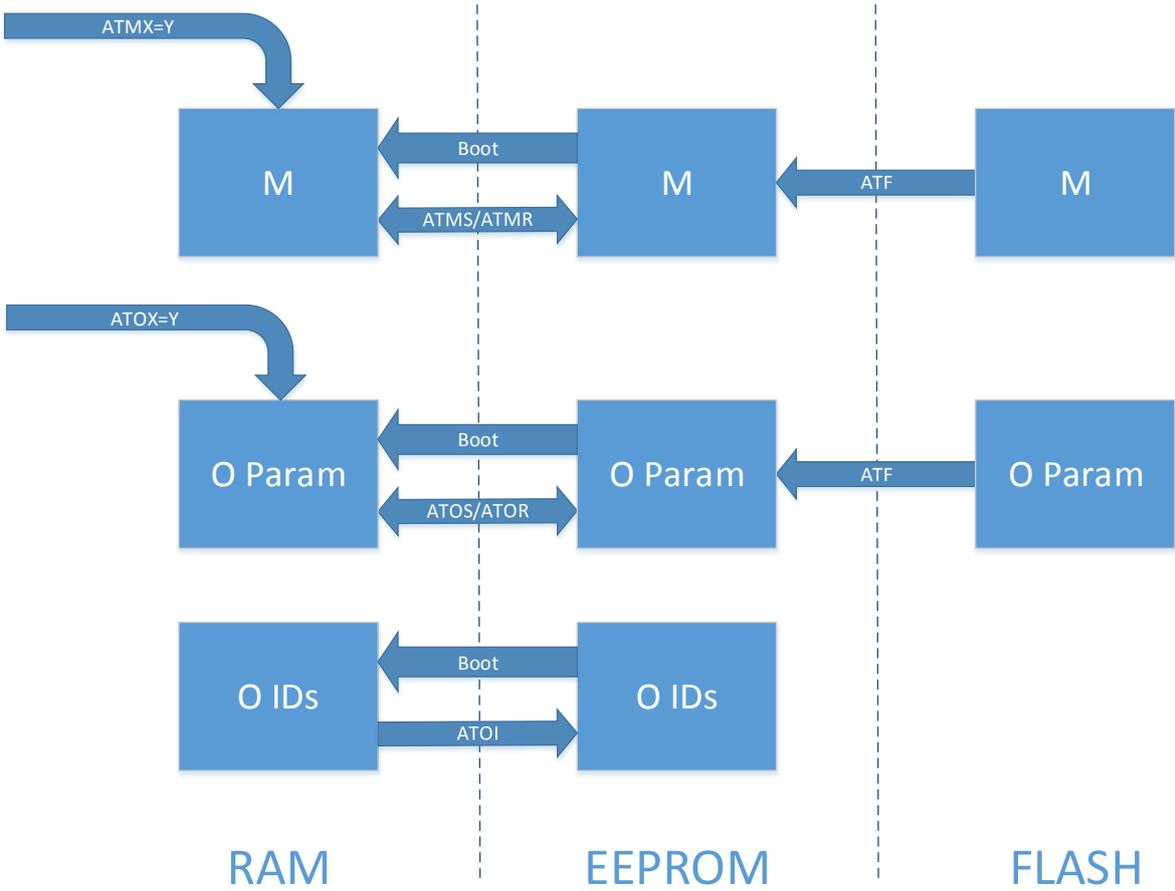 ATMX=Y
M
Boot
M
ATF
M
ATMS/ATMR
ATOX=Y
O Param
Boot
O Param
ATF
O Param
ATOS/ATOR
O IDs
Boot
O IDs
ATOI
RAM
EEPROM
FLASH